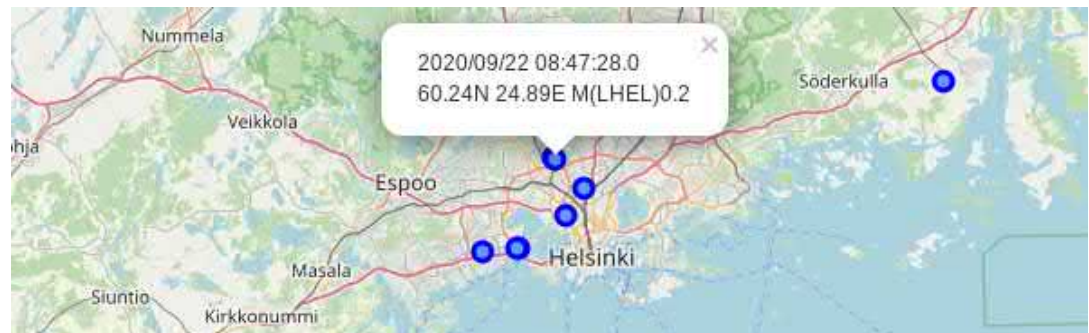 Nummela
2020/09/22 08:47:28.0
×
60.24N 24.89E M(LHEL)0.2
Söderkulla
Veikkola
hja
Espoo
Helsinki
Masala
Siuntio
Kirkkonummi